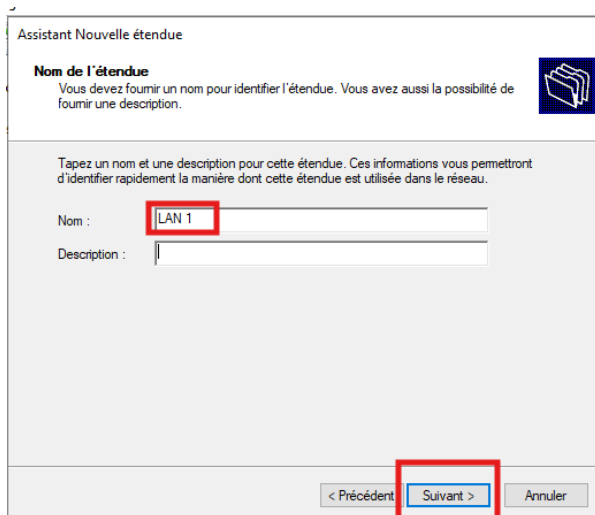 Assistant Nouvelle étendue
Nom de l'étendue
Vous devez fournir un nom pour identifier l'étendue. Vous avez aussi la possibilité de
fournir une description.
Tapez un nom et une description pour cette étendue. Ces informations vous permettront
d'identifier rapidement la manière dont cette étendue est utilisée dans le réseau.
Nom :
LAN 1
Description :
< Précédent
Suivant >
Annuler